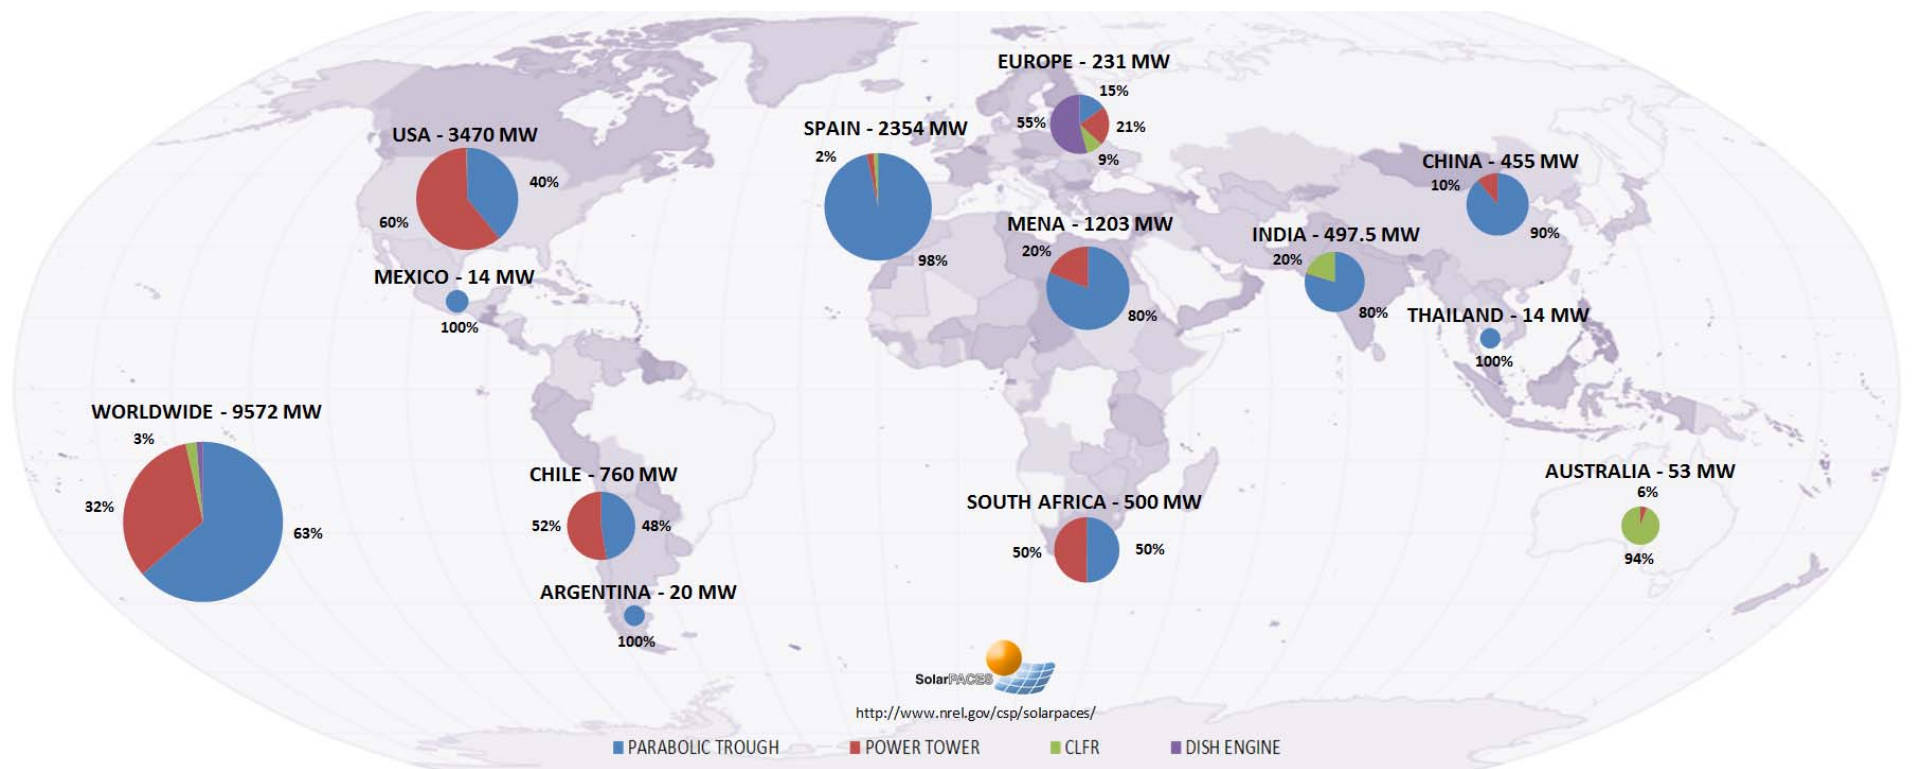 EUROPE - 231 MW
15%
55%
21%
9%
USA - 3470 MW
40%
60%
SPAIN - 2354 MW
2%
98%
CHINA - 455 MW
10%
90%
MENA - 1203 MW
20%
80%
INDIA - 497.5 MW
20%
80%
MEXICO - 14 MW
100%
THAILAND - 14 MW
100%
WORLDWIDE - 9572 MW
3%
32%
63%
CHILE - 760 MW
52%
48%
SOUTH AFRICA - 500 MW
50%
50%
AUSTRALIA - 53 MW
6%
94%
ARGENTINA - 20 MW
100%
SolarPACES
http://www.nrel.gov/csp/solarpaces/
PARABOLIC TROUGH
POWER TOWER
CLFR
DISH ENGINE